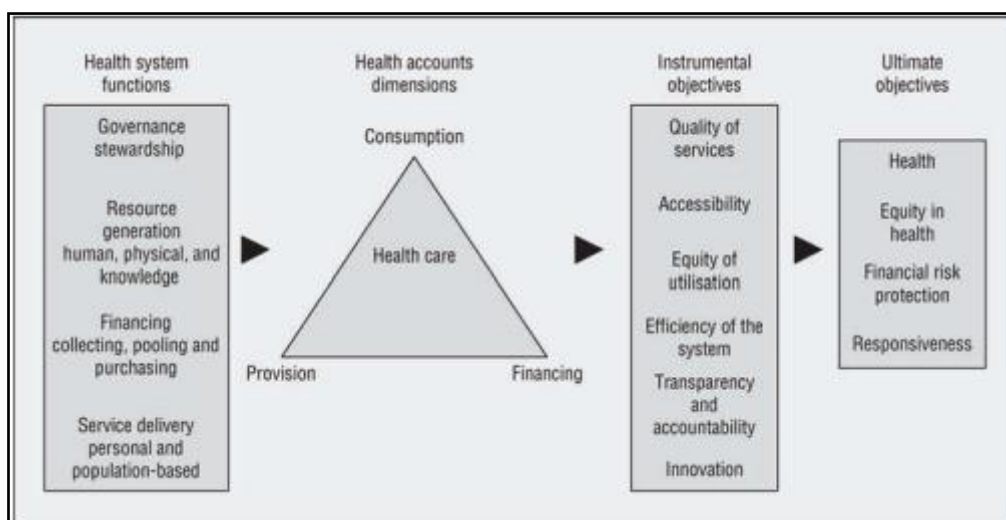 Health system
functions
Governance
stewardship
Resource
generation
human, physical, and
knowledge
Financing
collecting, pooling and
purchasing
Service delivery
personal and
population-based
Health accounts
dimensions
Consumption
Health care
Provision
Financing
Instrumental
objectives
Quality of
services
Accessibility
Equity of
utilisation
Efficiency of the
system
Transparency
and
accountability
Innovation
Ultimate
objectives
Health
Equity in
health
Financial risk
protection
Responsiveness